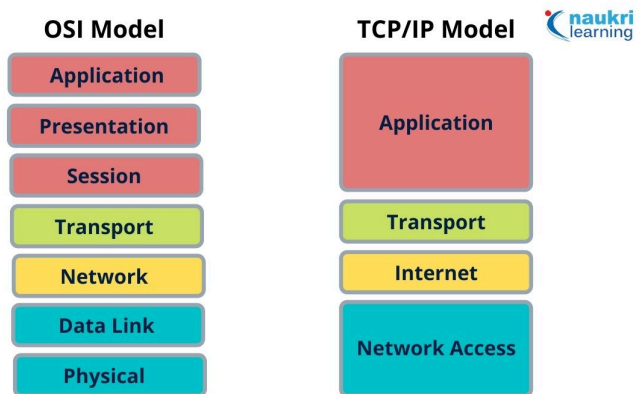 OSI Model
Application
Presentation
Session
Transport
Network
Data Link
Physical
TCP/IP Model
Application
Transport
Internet
Network Access
naukri
learning